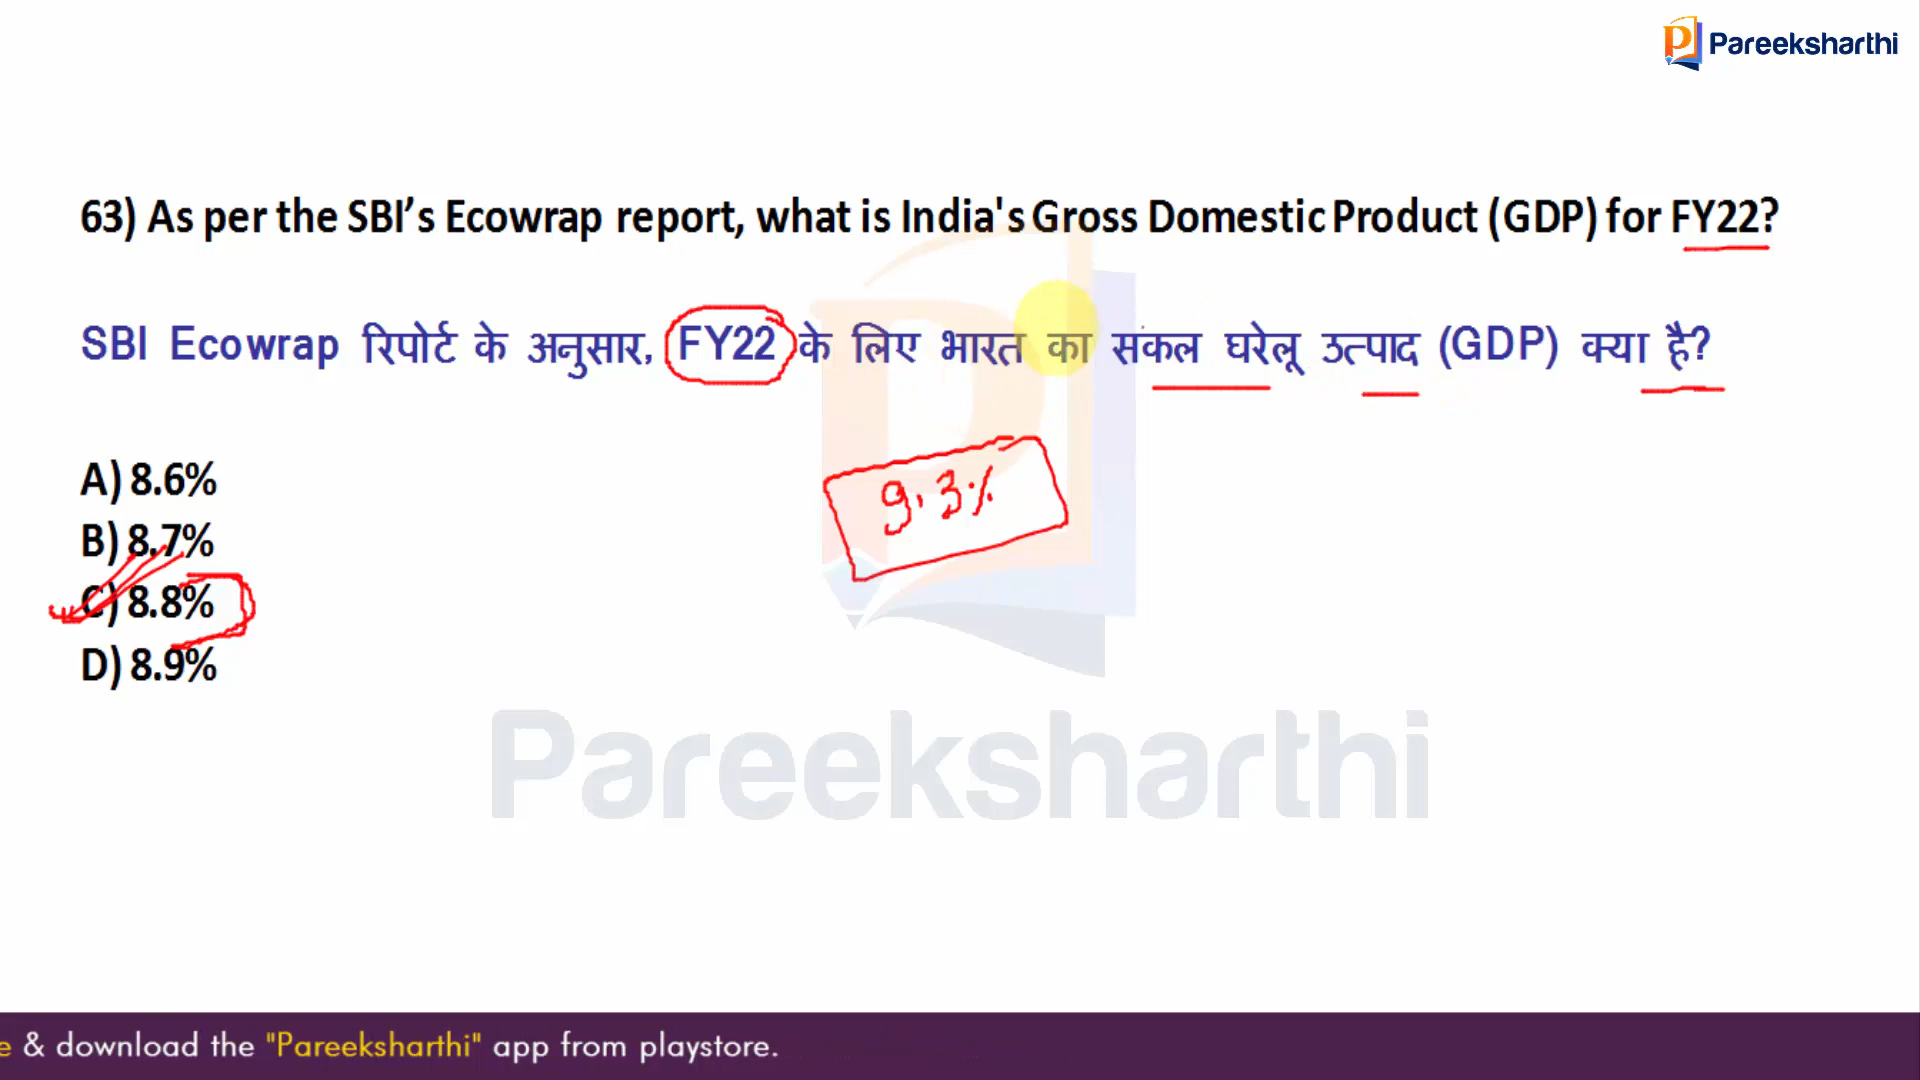 Pareeksharthi
63) As per the SBI's Ecowrap report, what is India's Gross Domestic Product (GDP) for FY22?
SBI Ecowrap रिपोर्ट के अनुसार, FY22 के लिए भारत का सकल घरेलू उत्पाद (GDP) क्या है?
A) 8.6%
9.3%
B) 8.7%
C) 8.8%
D) 8.9%
Pareeksharthi
e & download the "Pareeksharthi" app from playstore.